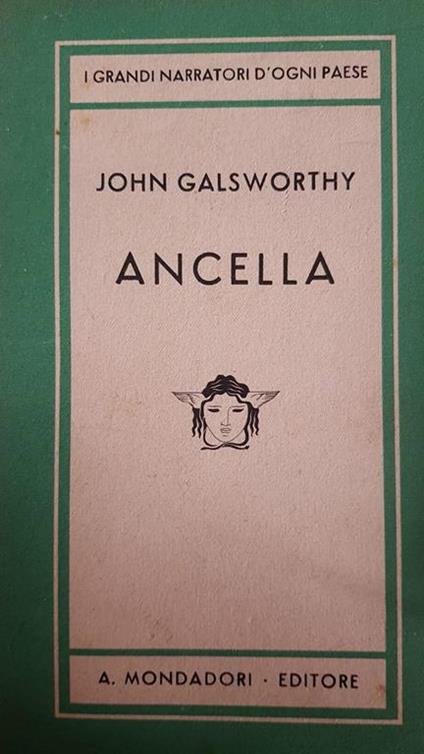 I GRANDI NARRATORI D'OGNI PAESE
JOHN GALSWORTHY
ANCELLA
A. MONDADORI · EDITORE